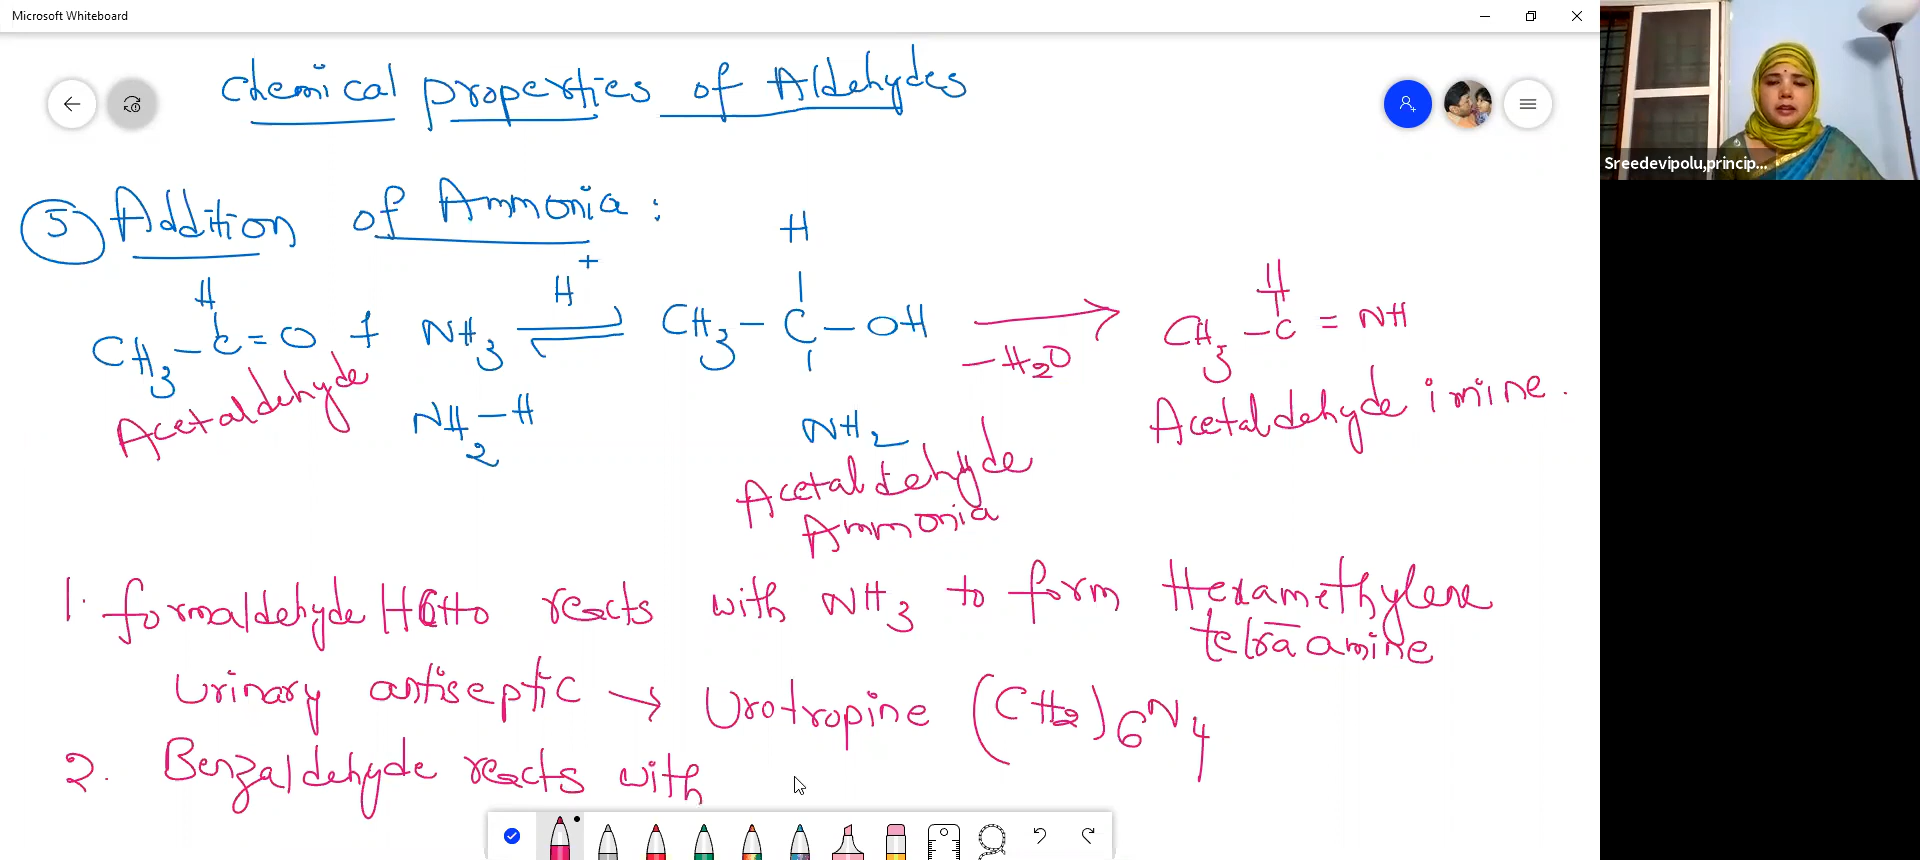 Microsoft Whiteboard
Chemical properties of Aldehydes
Sreedevipolu,princip...
5 Addition of Ammonia :
H H
H+
CH3 – C = O + NH3 ⇌ CH3 – C – OH → CH3 – C = NH
H
– H2O
Acetaldehyde NH2 – H NH2 Acetaldehyde imine .
Acetaldehyde
Ammonia
1. formaldehyde HCHO reacts with NH3 to form Hexamethylene
tetra amine
Urinary antiseptic → Urotropine (CH2)6N4
2. Benzaldehyde reacts with